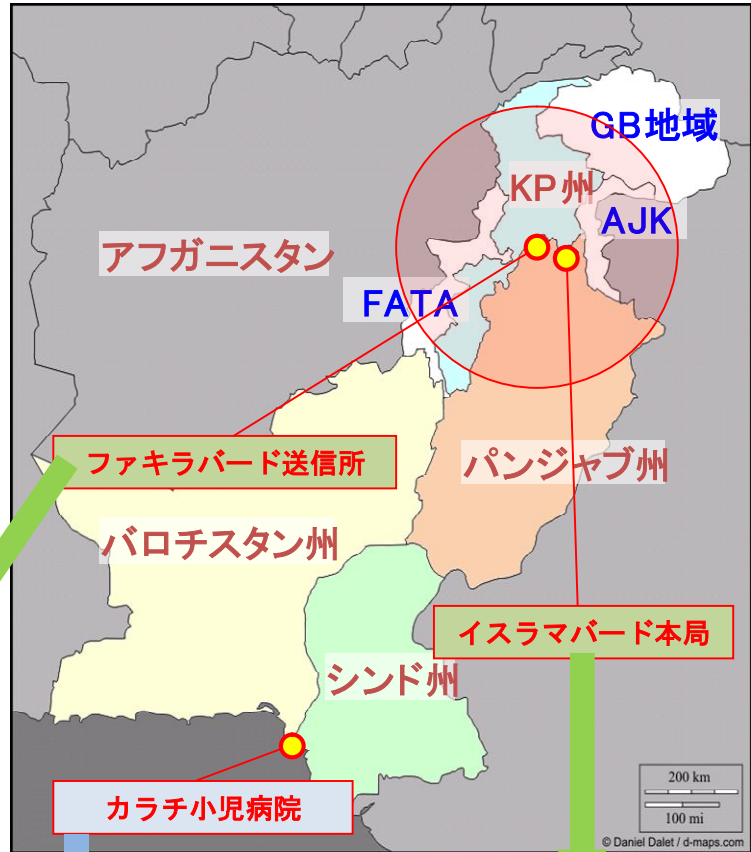 GB地域
KP州
AJK
アフガニスタン
FATA
ファキラバード送信所
パンジャブ州
バロチスタン州
イスラマバード本局
シンド州
カラチ小児病院
200 km
100 mi
© Daniel Dalet / d-maps.com